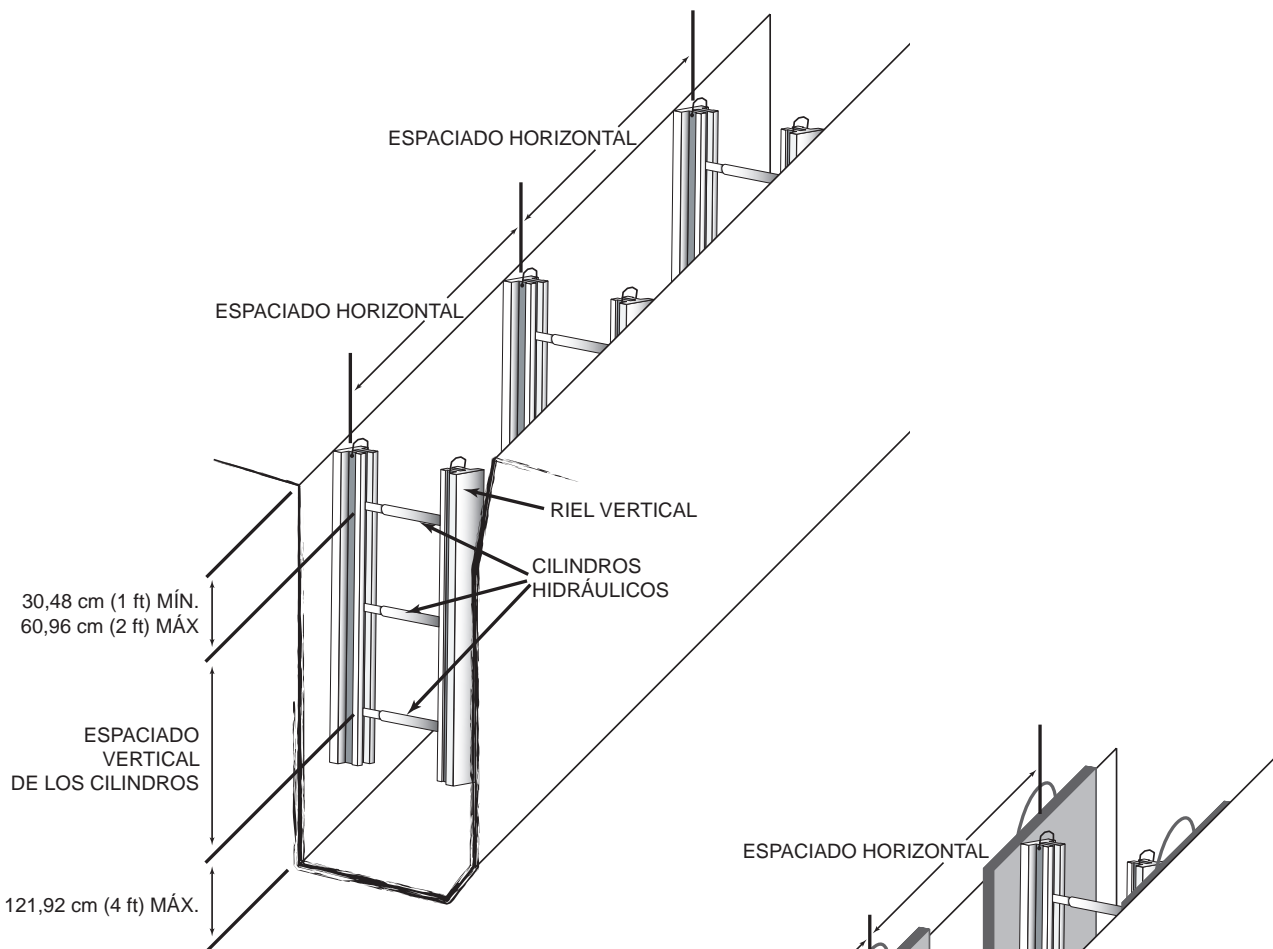 ESPACIADO HORIZONTAL
ESPACIADO HORIZONTAL
RIEL VERTICAL
CILINDROS
HIDRÁULICOS
30,48 cm (1 ft) MÍN.
60,96 cm (2 ft) MÁX
ESPACIADO
VERTICAL
DE LOS CILINDROS
121,92 cm (4 ft) MÁX.
ESPACIADO HORIZONTAL